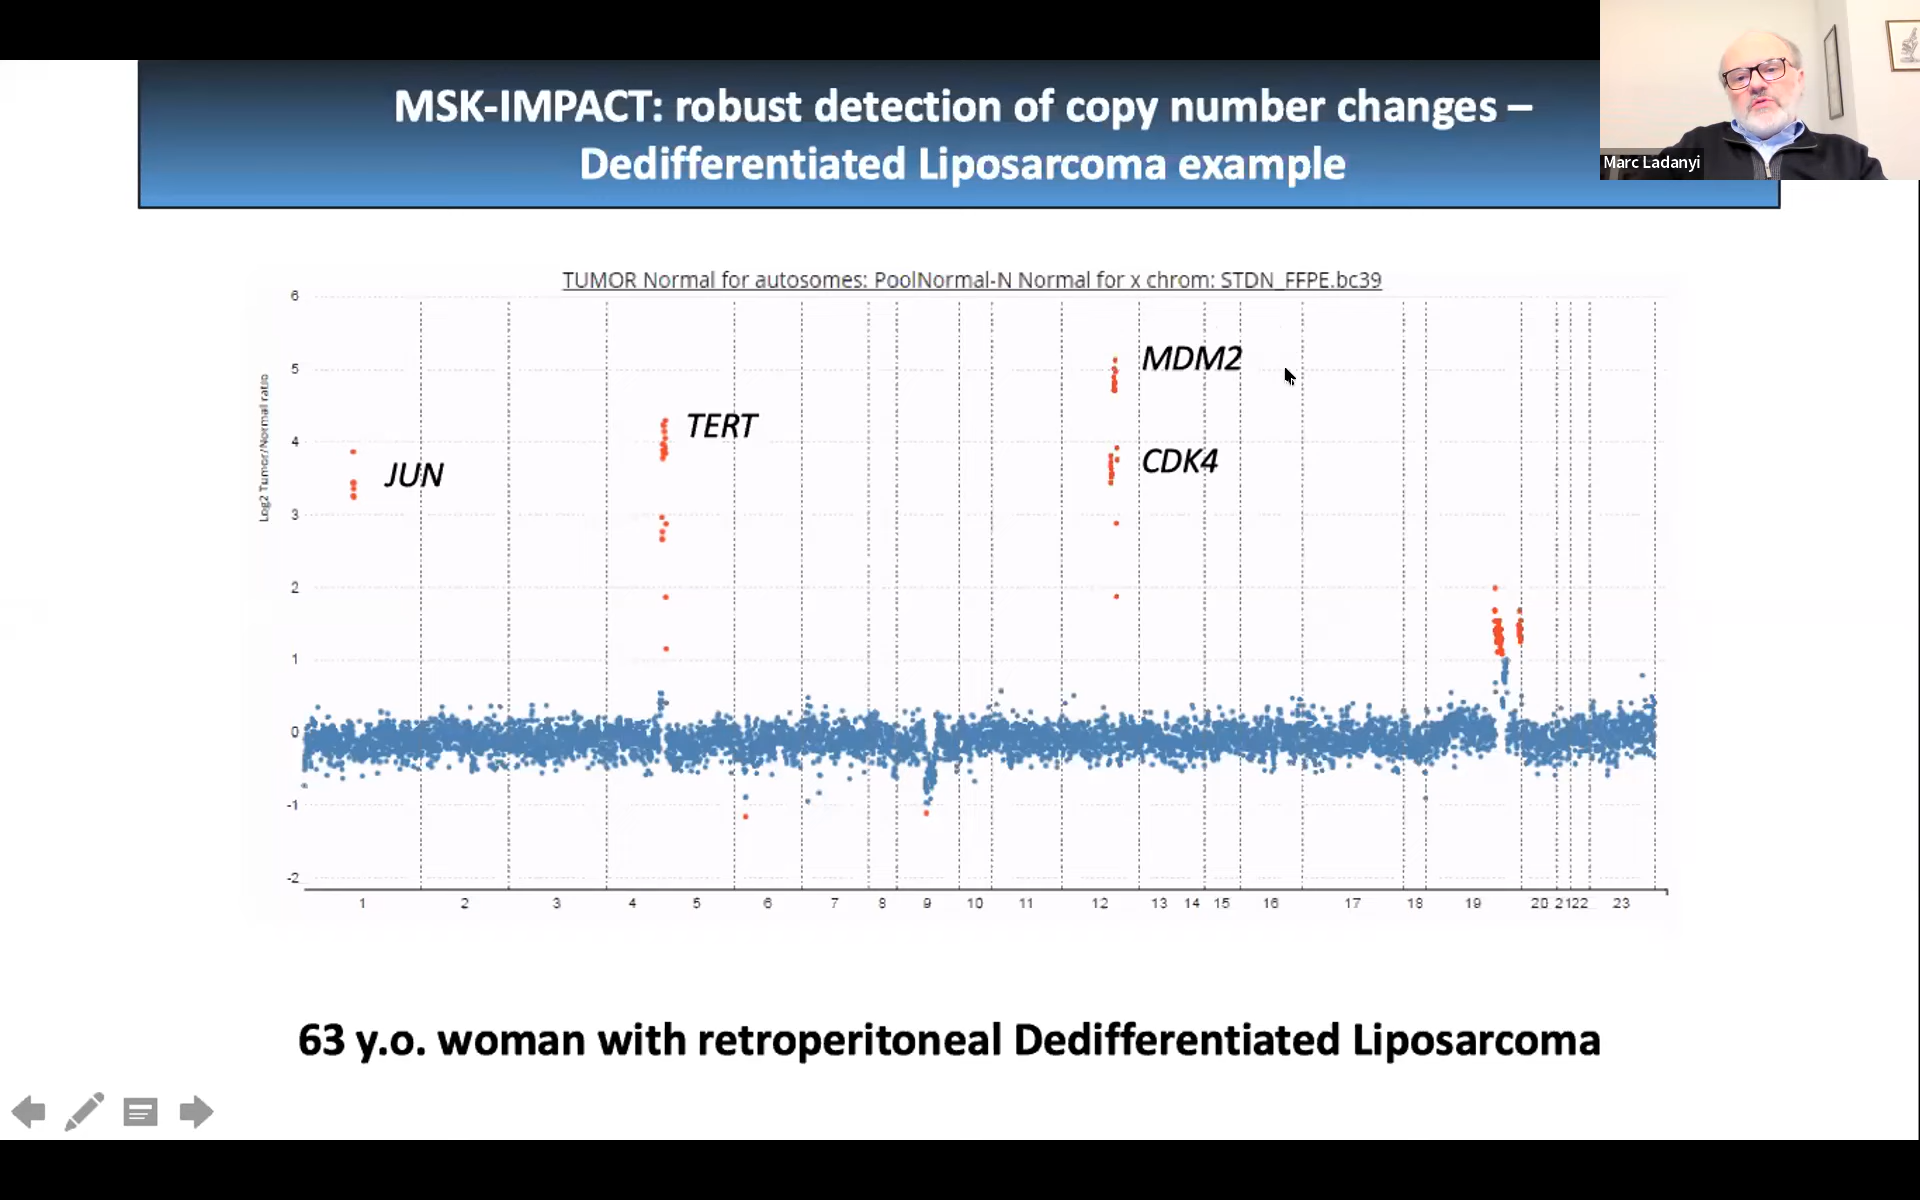 MSK-IMPACT: robust detection of copy number changes –
Dedifferentiated Liposarcoma example
Marc Ladanyi
TUMOR Normal for autosomes: PoolNormal-N Normal for x chrom: STDN_FFPE.bc39
Log2 Tumor/Normal ratio
6
5
4
3
2
1
0
-1
-2
JUN
TERT
MDM2
CDK4
1 2 3 4 5 6 7 8 9 10 11 12 13 14 15 16 17 18 19 20 21 22 23
63 y.o. woman with retroperitoneal Dedifferentiated Liposarcoma